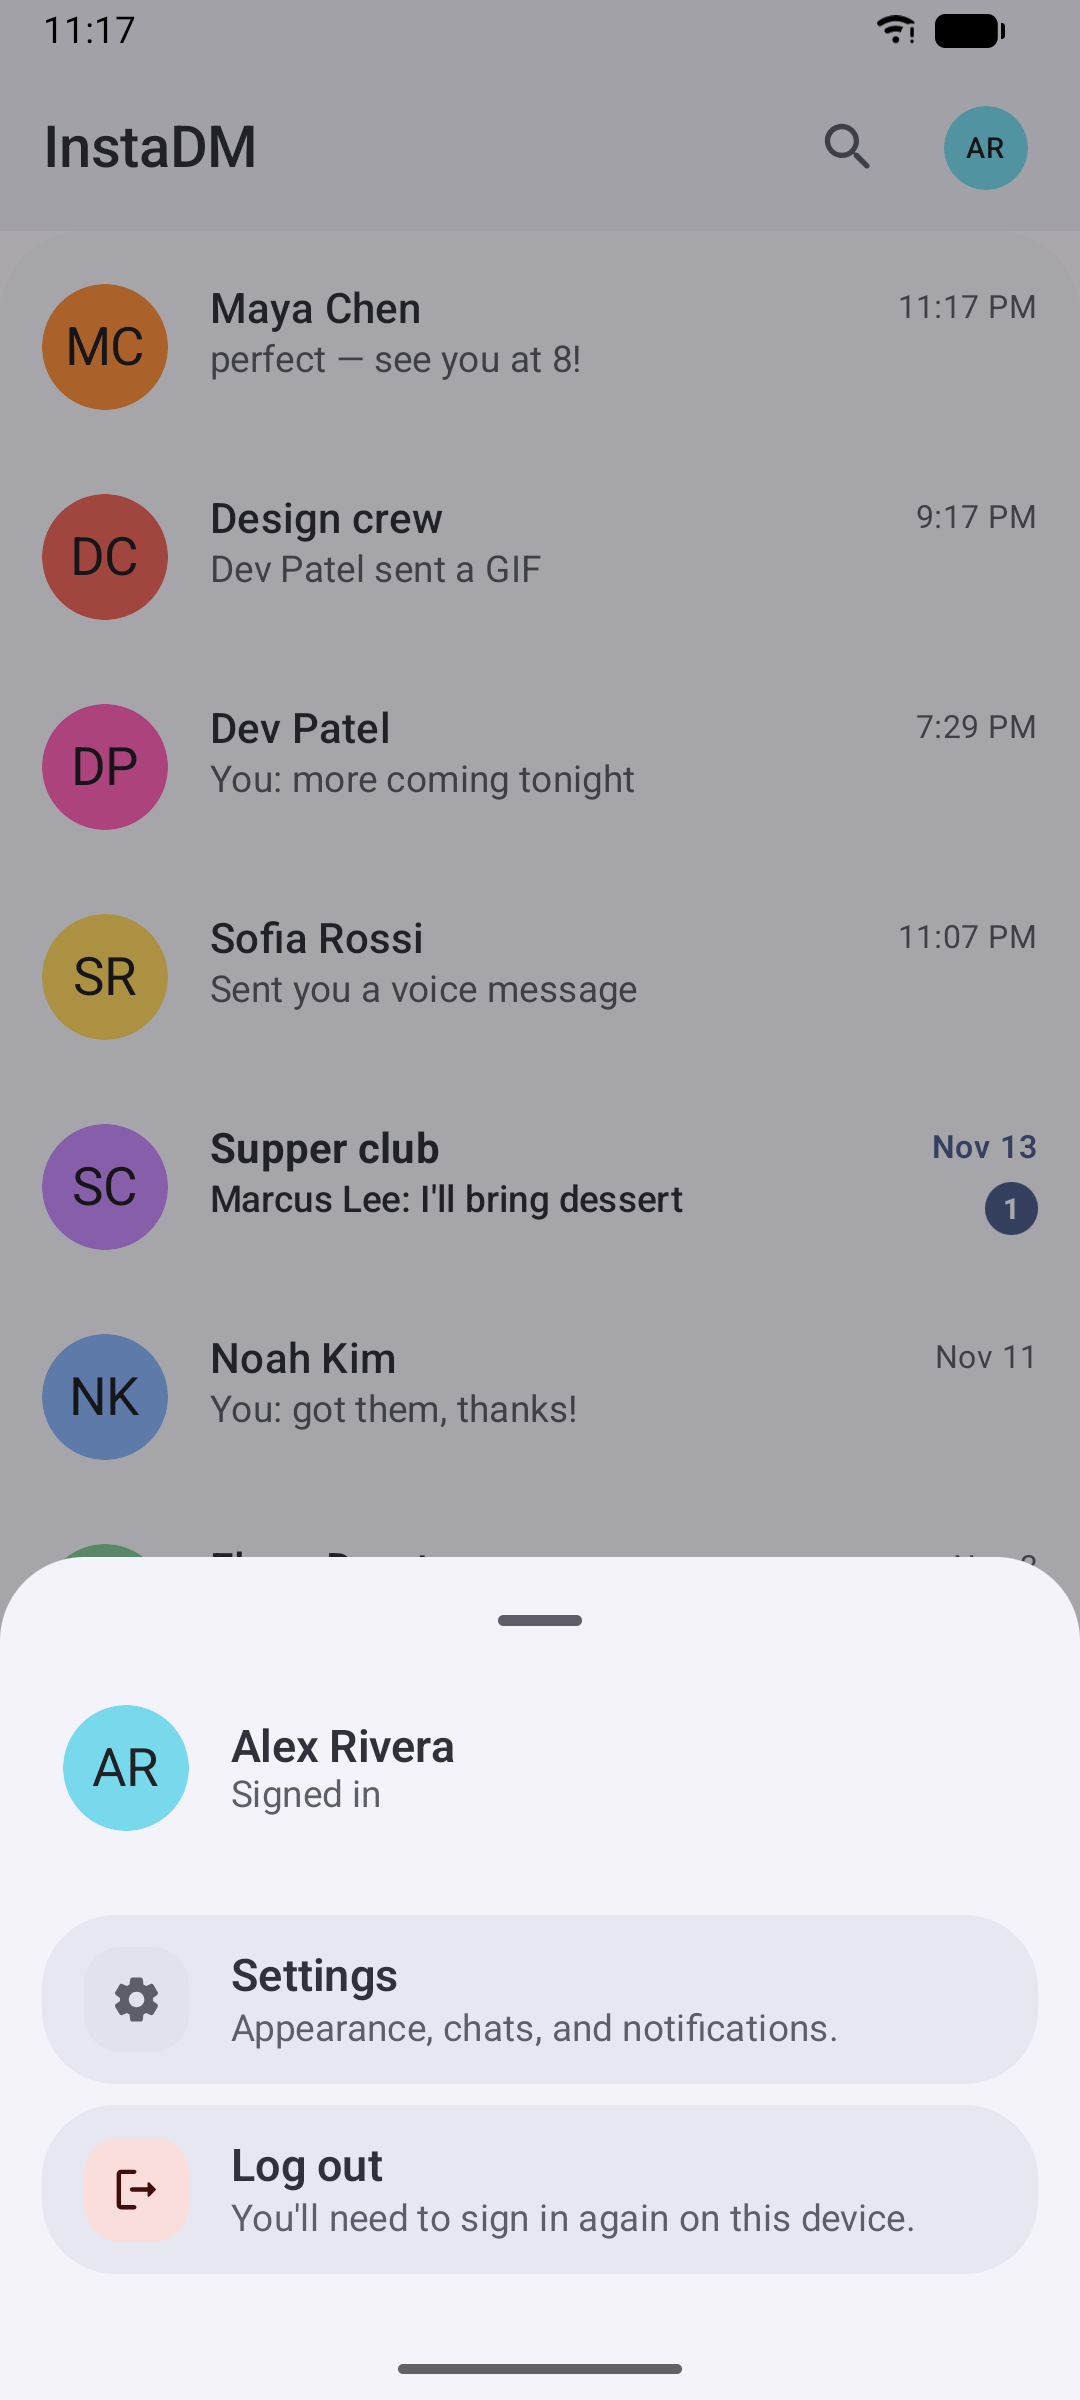 11:17
InstaDM
AR
MC
Maya Chen
11:17 PM
perfect — see you at 8!
DC
Design crew
9:17 PM
Dev Patel sent a GIF
DP
Dev Patel
7:29 PM
You: more coming tonight
SR
Sofia Rossi
11:07 PM
Sent you a voice message
SC
Supper club
Nov 13
Marcus Lee: I'll bring dessert
1
NK
Noah Kim
Nov 11
You: got them, thanks!
AR
Alex Rivera
Signed in
Settings
Appearance, chats, and notifications.
Log out
You'll need to sign in again on this device.